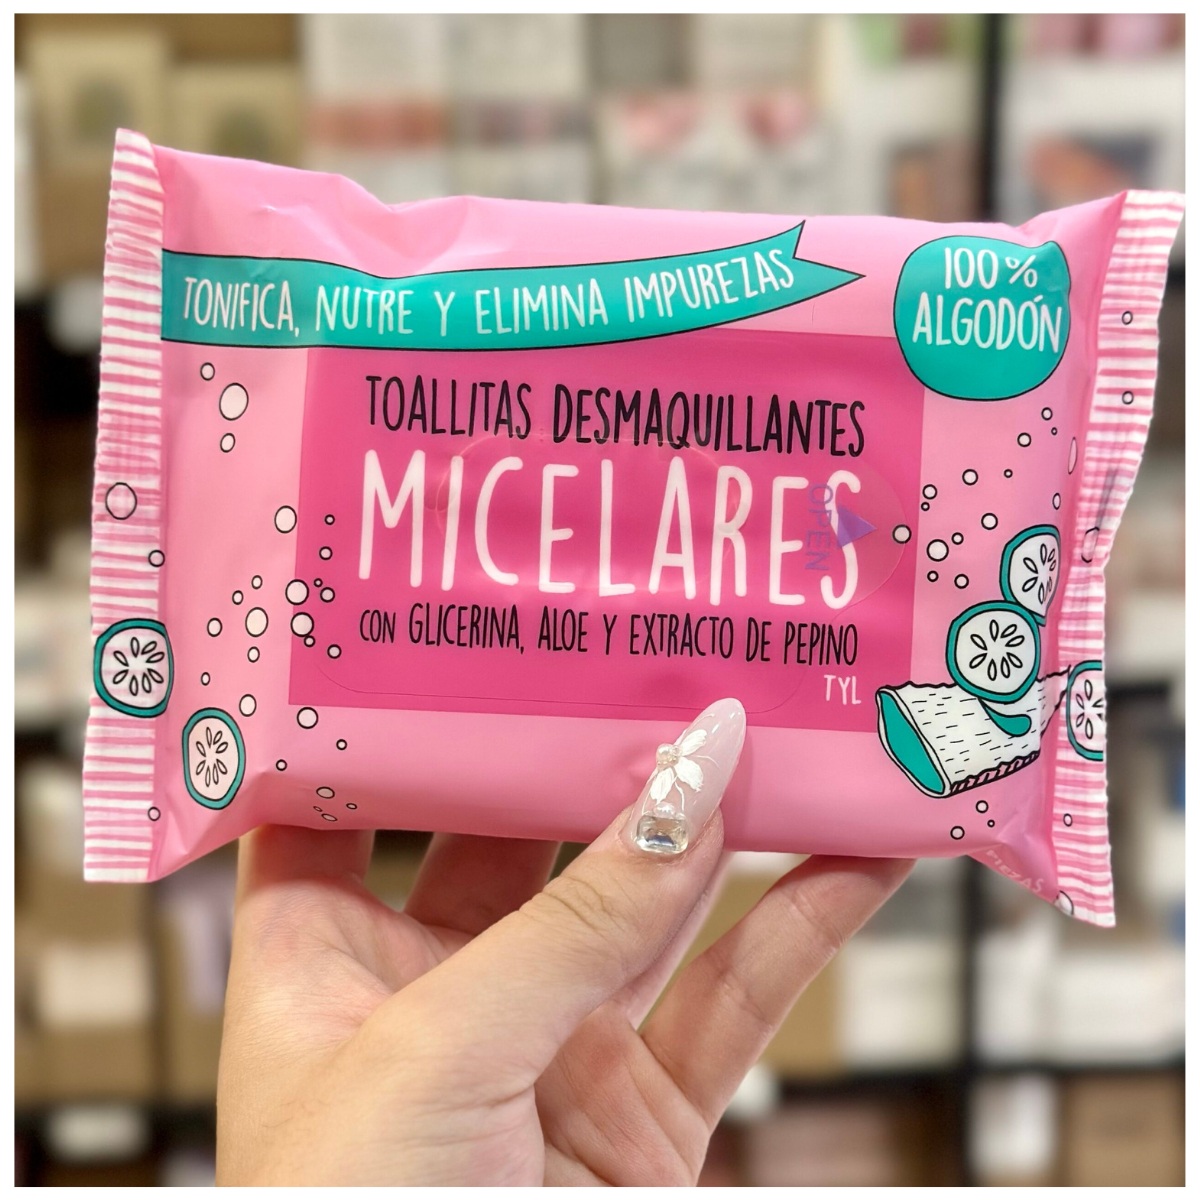 TONIFICA, NUTRE Y ELIMINA IMPUREZAS
100%
ALGODÓN
TOALLITAS DESMAQUILLANTES
MICELARES
OPEN
CON GLICERINA, ALOE Y EXTRACTO DE PEPINO
TYL
PIEZAS